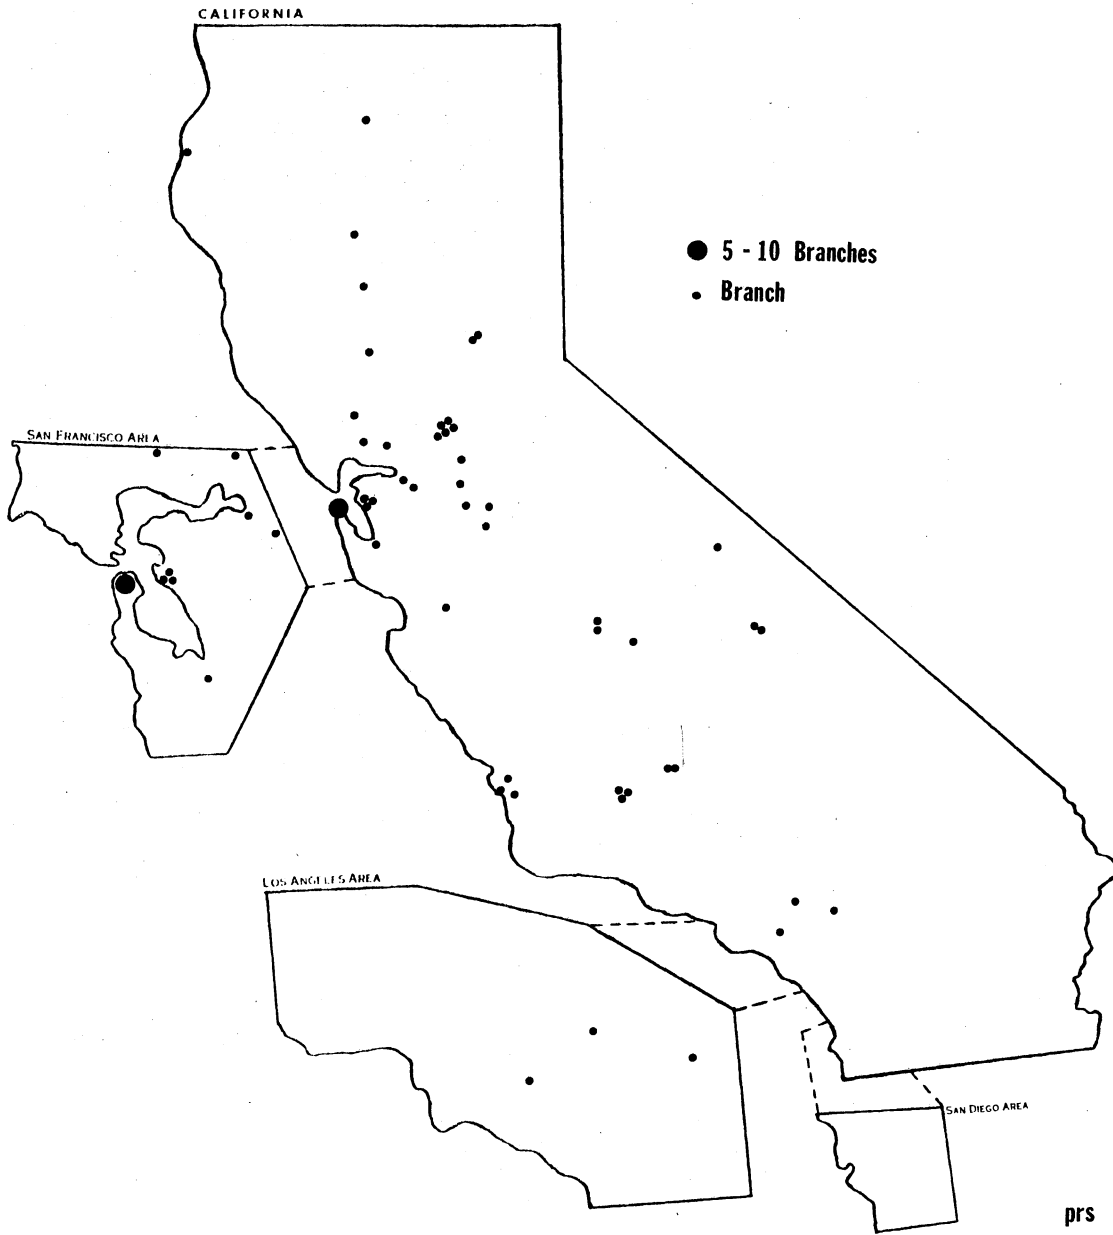 CALIFORNIA
5 - 10 Branches
Branch
SAN FRANCISCO AREA
LOS ANGELES AREA
SAN DIEGO AREA
prs